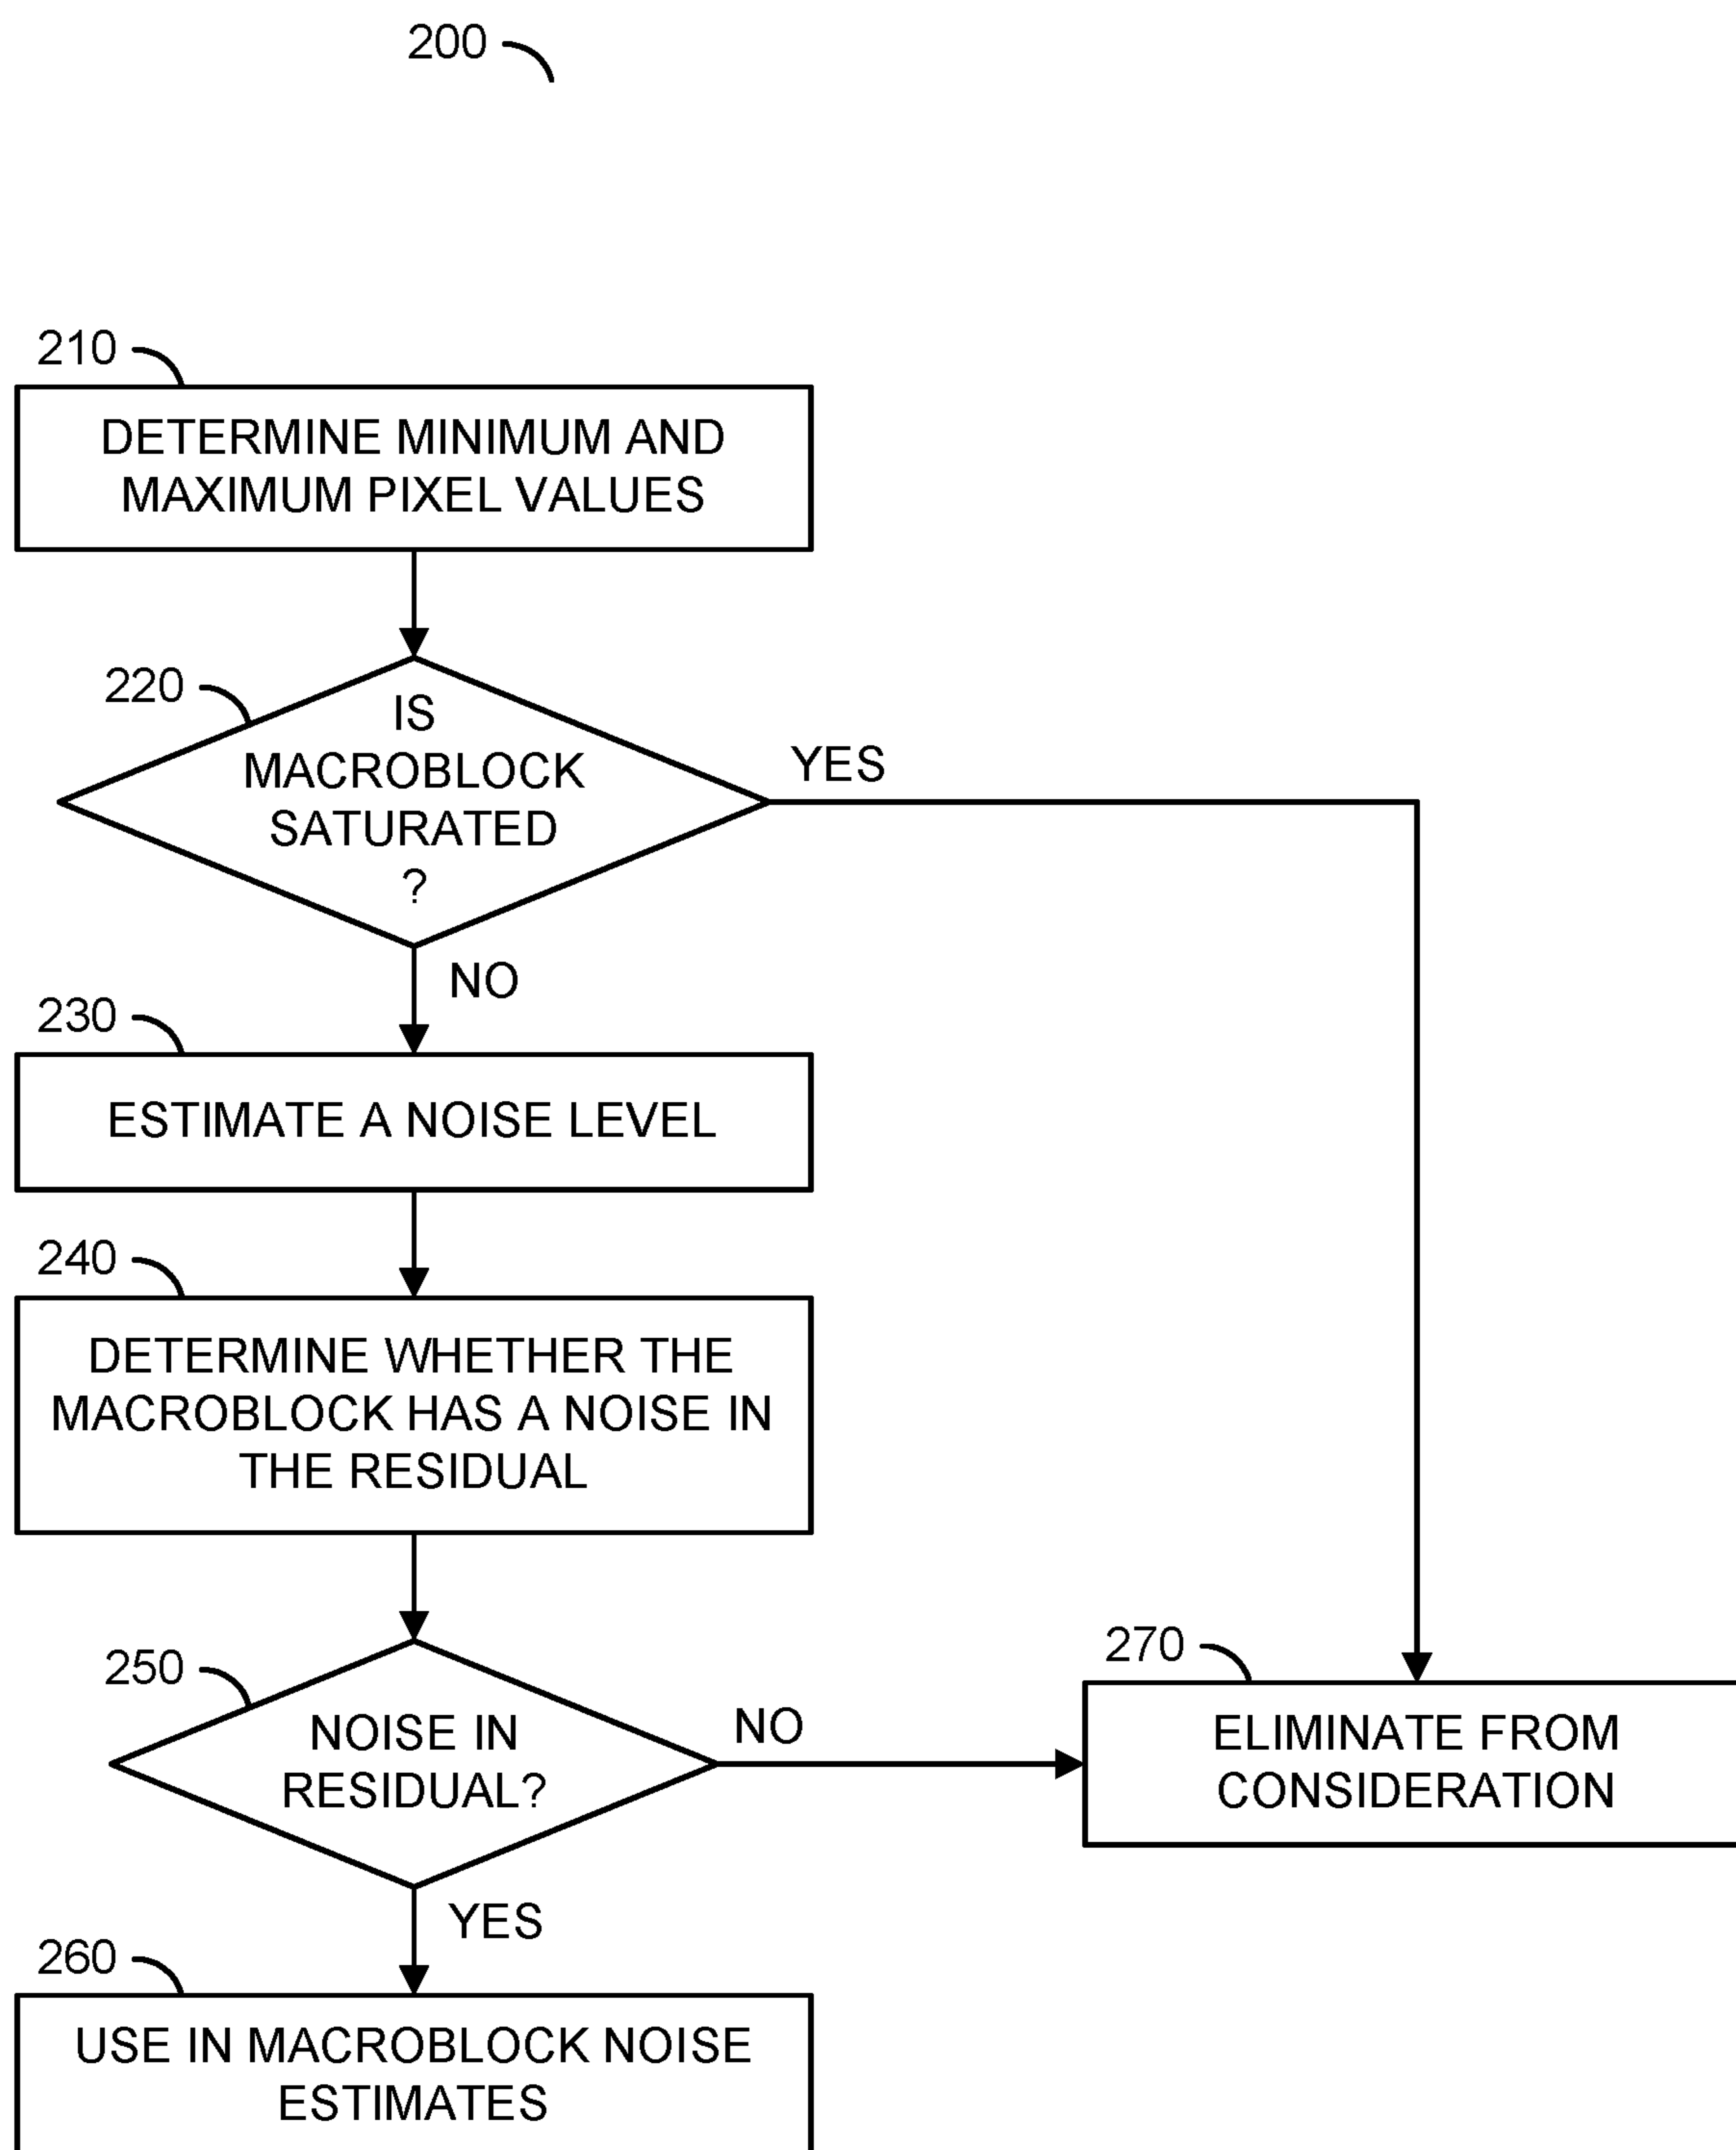 200
210
DETERMINE MINIMUM AND
MAXIMUM PIXEL VALUES
220
IS
MACROBLOCK
SATURATED
?
YES
NO
230
ESTIMATE A NOISE LEVEL
240
DETERMINE WHETHER THE
MACROBLOCK HAS A NOISE IN
THE RESIDUAL
250
NOISE IN
RESIDUAL?
NO
270
ELIMINATE FROM
CONSIDERATION
YES
260
USE IN MACROBLOCK NOISE
ESTIMATES